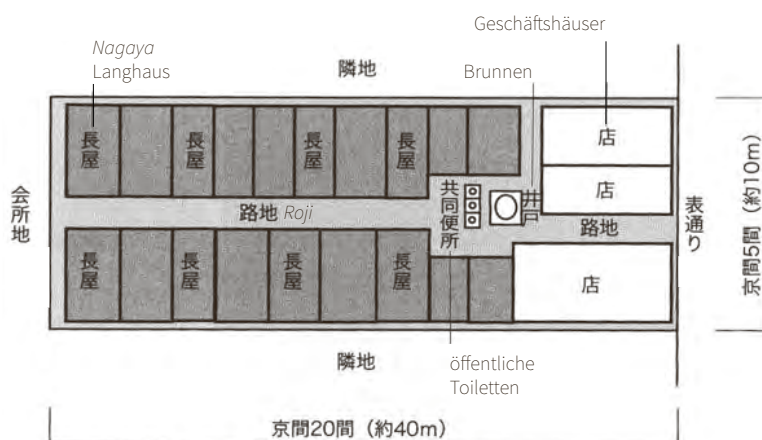 Geschäftshäuser
Nagaya
Langhaus
隣地
Brunnen
長屋
長屋
長屋
長屋
店
店
会所地
路地 Roji
共同便所
井戸
路地
表通り
京間5間（約10m）
長屋
長屋
長屋
長屋
店
隣地
öffentliche
Toiletten
京間20間（約40m）